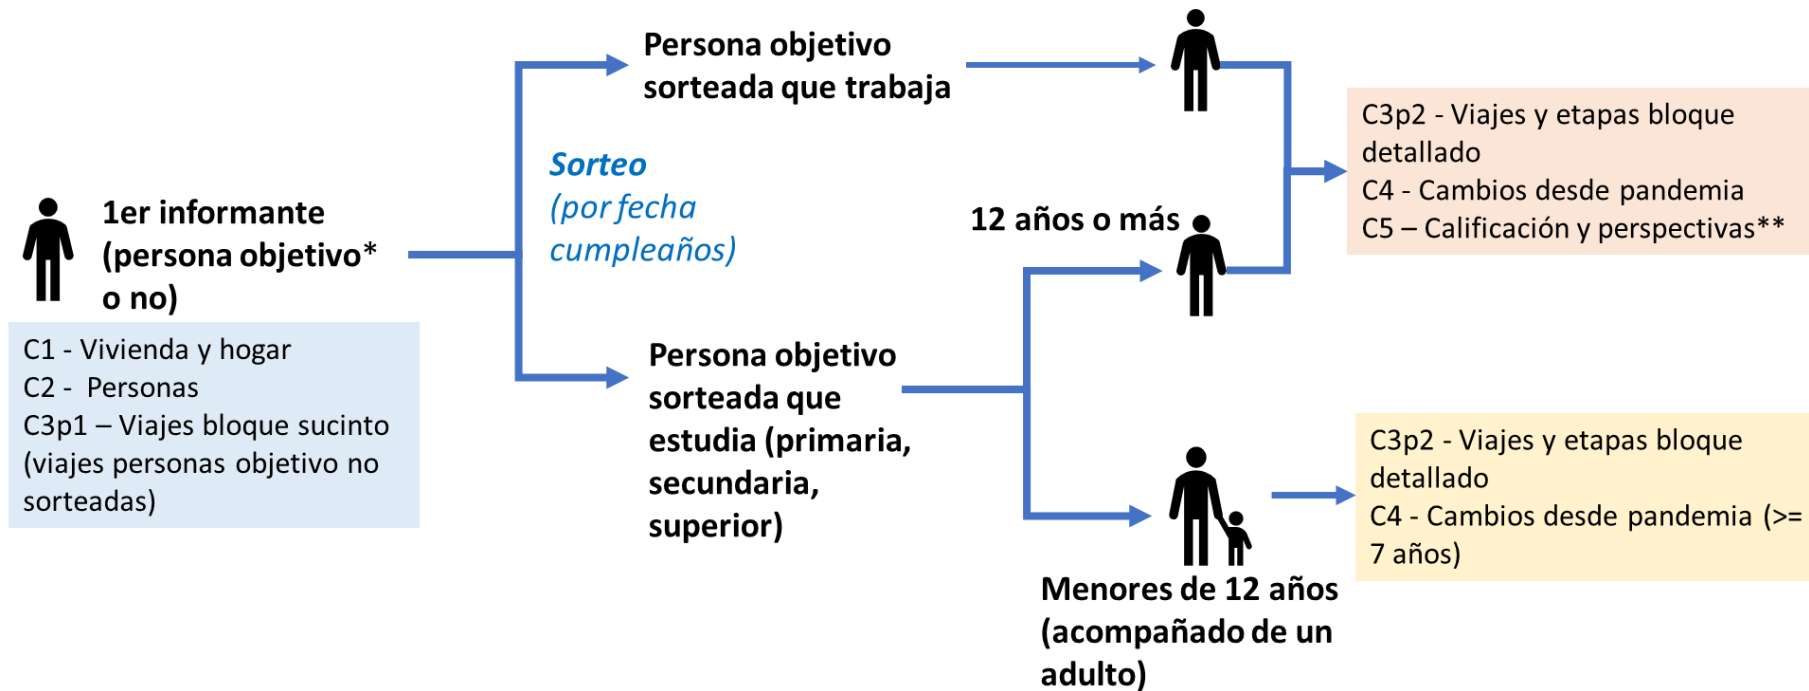 1er informante
(persona objetivo*
o no)
C1 - Vivienda y hogar
C2 - Personas
C3p1 – Viajes bloque sucinto
(viajes personas objetivo no
sorteadas)
Sorteo
(por fecha
cumpleaños)
Persona objetivo
sorteada que trabaja
Persona objetivo
sorteada que
estudia (primaria,
secundaria,
superior)
12 años o más
Menores de 12 años
(acompañado de un
adulto)
C3p2 - Viajes y etapas bloque
detallado
C4 - Cambios desde pandemia
C5 – Calificación y perspectivas**
C3p2 - Viajes y etapas bloque
detallado
C4 - Cambios desde pandemia (>=
7 años)